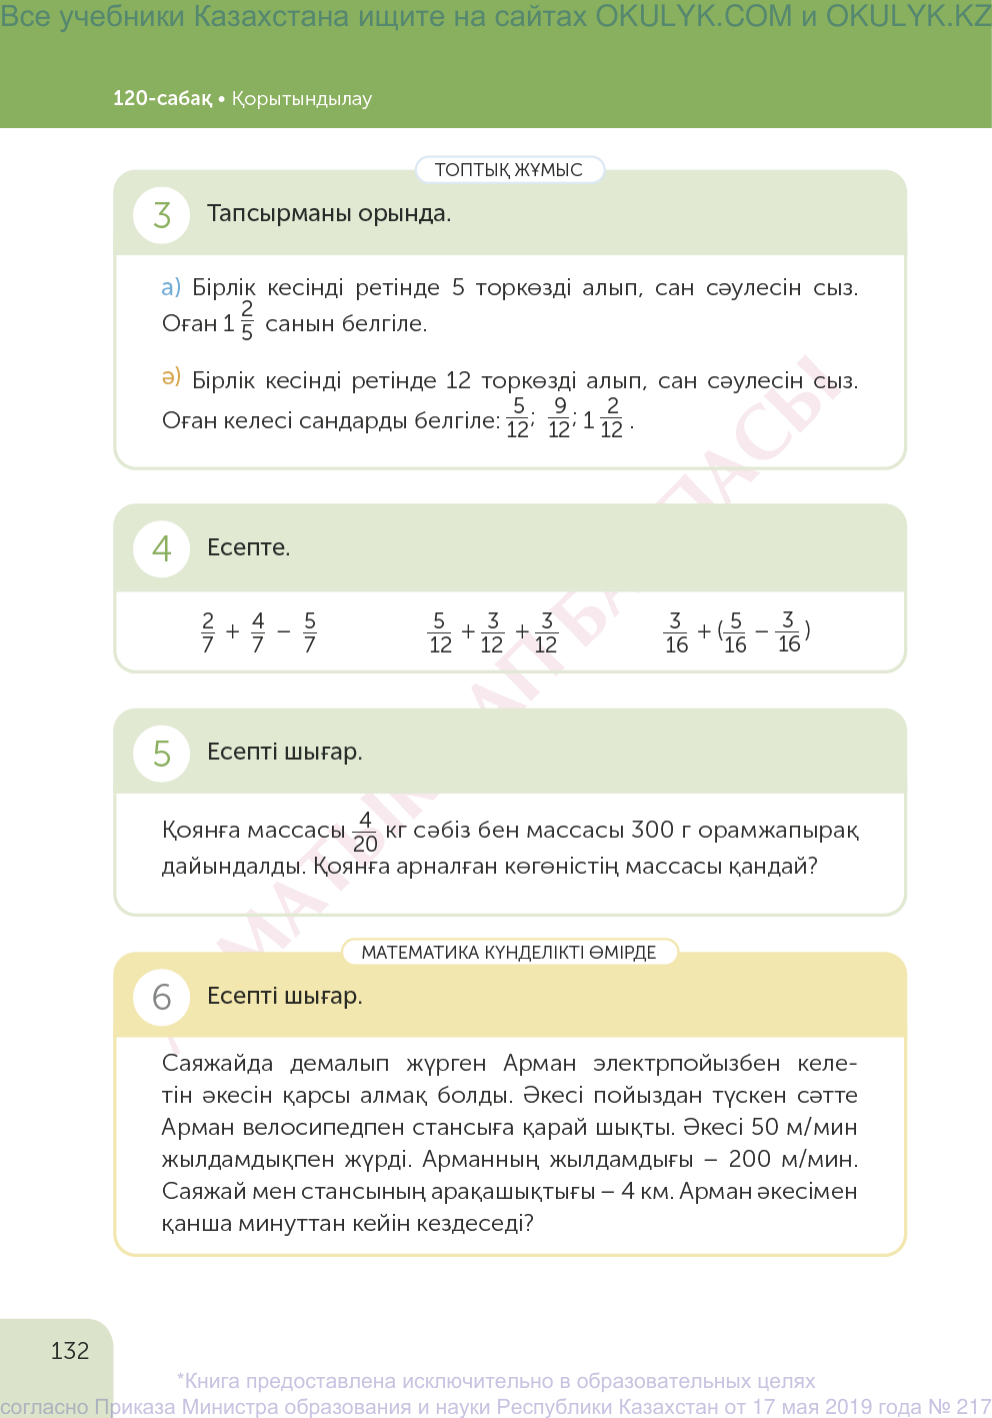 Все учебники Казахстана ищите на сайтах OKULYK.COM и OKULYK.KZ
120-сабақ • Қорытындылау
ТОПТЫҚ ЖҰМЫС
3 Тапсырманы орында.
а) Бірлік кесінді ретінде 5 торкөзді алып, сан сәулесін сыз.
Оған 1 2/5 санын белгіле.
ә) Бірлік кесінді ретінде 12 торкөзді алып, сан сәулесін сыз.
Оған келесі сандарды белгіле: 5/12; 9/12; 1 2/12 .
4 Есепте.
2/7 + 4/7 – 5/7 5/12 + 3/12 + 3/12 3/16 + (5/16 – 3/16)
5 Есепті шығар.
Қоянға массасы 4/20 кг сәбіз бен массасы 300 г орамжапырақ
дайындалды. Қоянға арналған көгөністің массасы қандай?
МАТЕМАТИКА КҮНДЕЛІКТІ ӨМІРДЕ
6 Есепті шығар.
Саяжайда демалып жүрген Арман электрпойызбен келе-
тін әкесін қарсы алмақ болды. Әкесі пойыздан түскен сәтте
Арман велосипедпен стансыға қарай шықты. Әкесі 50 м/мин
жылдамдықпен жүрді. Арманның жылдамдығы – 200 м/мин.
Саяжай мен стансының арақашықтығы – 4 км. Арман әкесімен
қанша минуттан кейін кездеседі?
132
*Книга предоставлена исключительно в образовательных целях
согласно Приказа Министра образования и науки Республики Казахстан от 17 мая 2019 года № 217